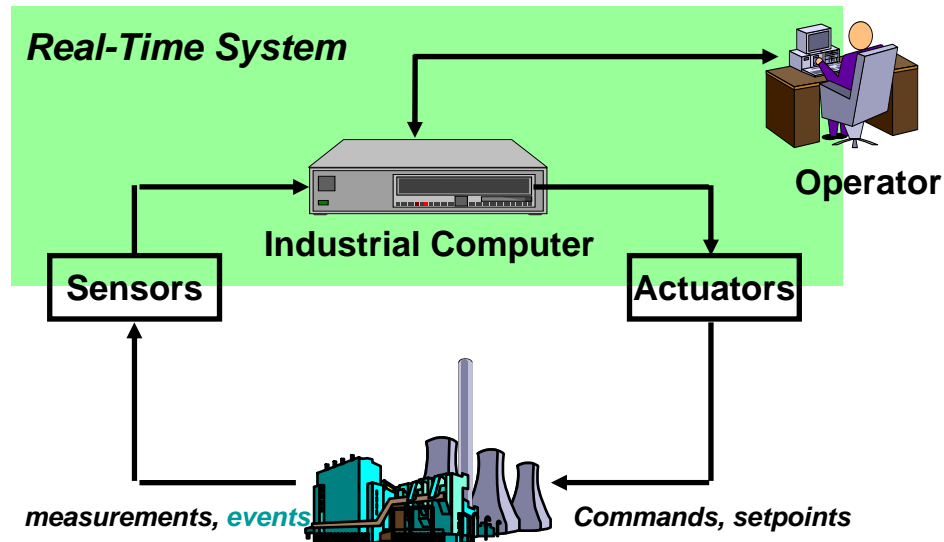 Real-Time System
Operator
Industrial Computer
Sensors
Actuators
measurements, events
Commands, setpoints